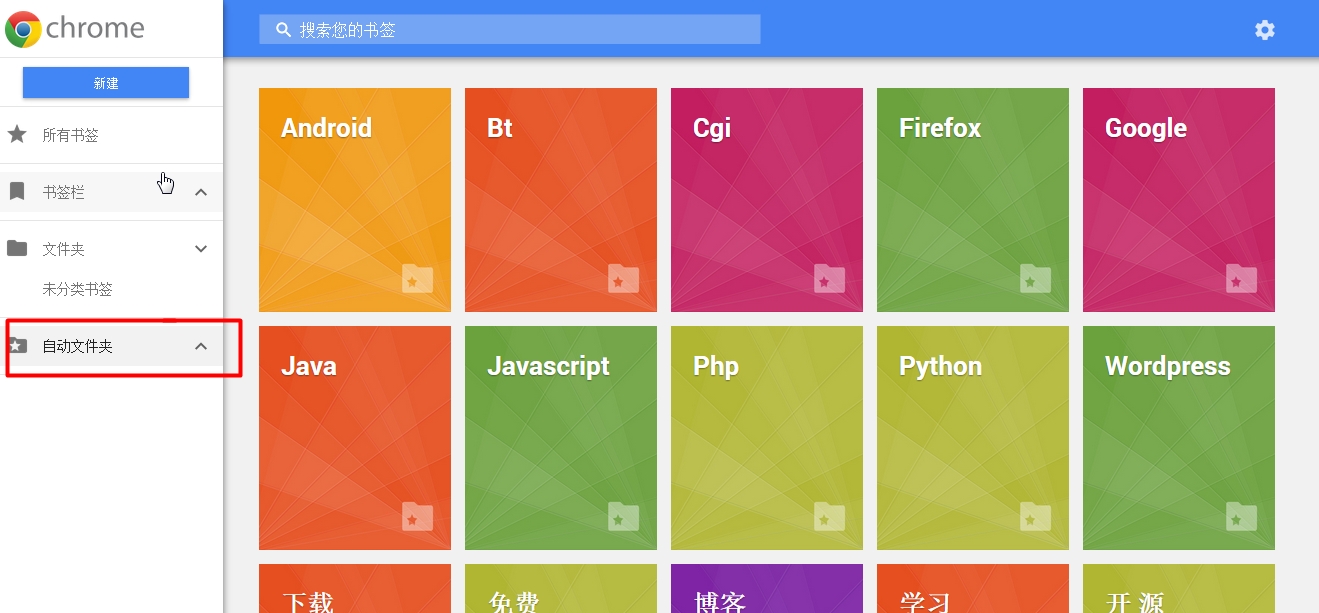 chrome
搜索您的书签
新建
所有书签
书签栏
文件夹
未分类书签
自动文件夹
Android
Bt
Cgi
Firefox
Google
Java
Javascript
Php
Python
Wordpress
下载
免费
博客
学习
开源